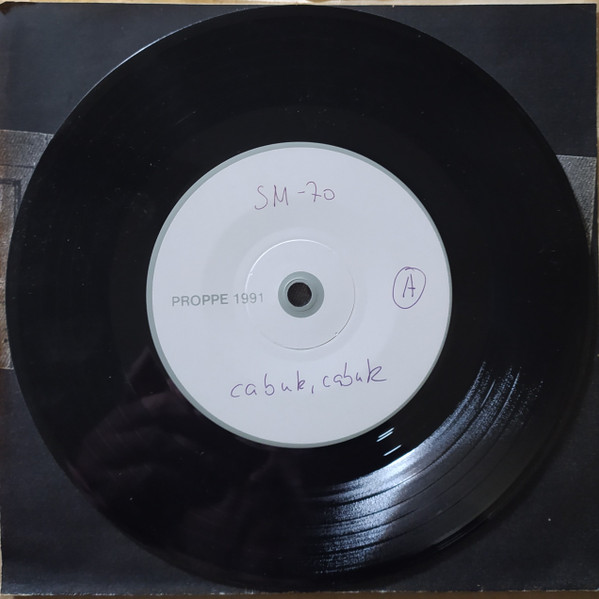 SM-70
PROPPE 1991
A
cabuk, cabuk